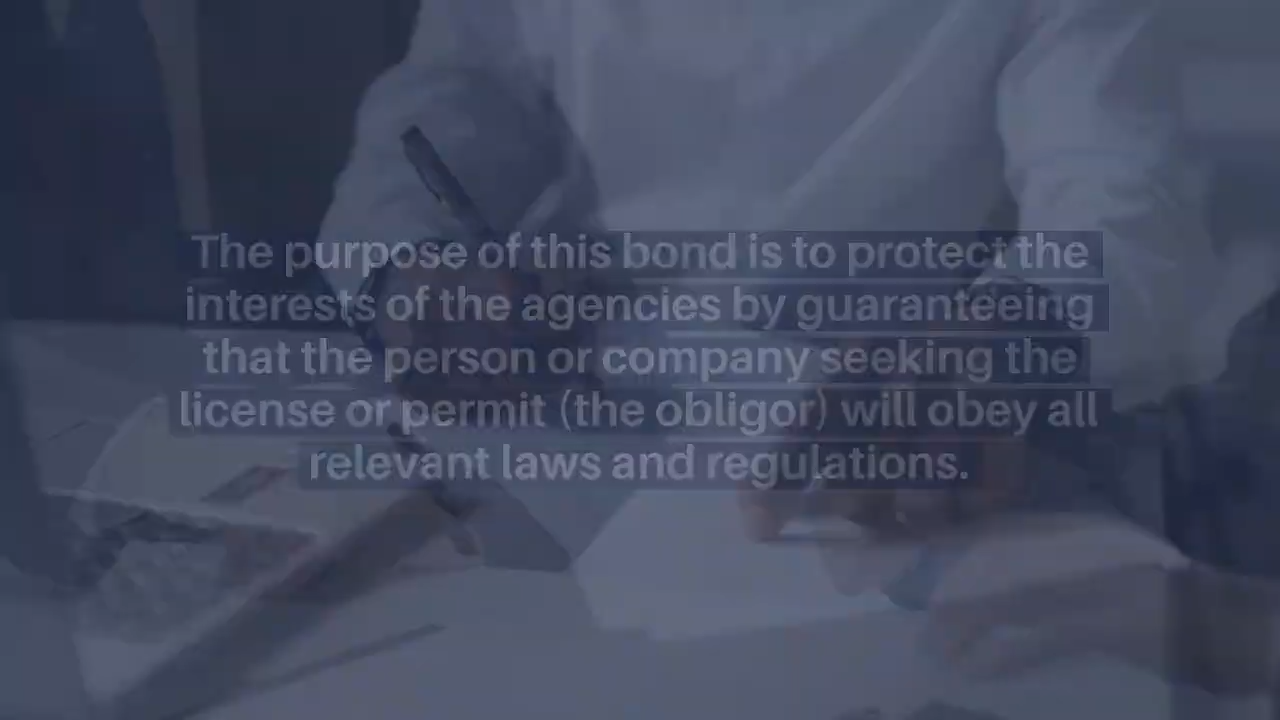 The purpose of this bond is to protect the
interests of the agencies by guaranteeing
that the person or company seeking the
license or permit (the obligor) will obey all
relevant laws and regulations.